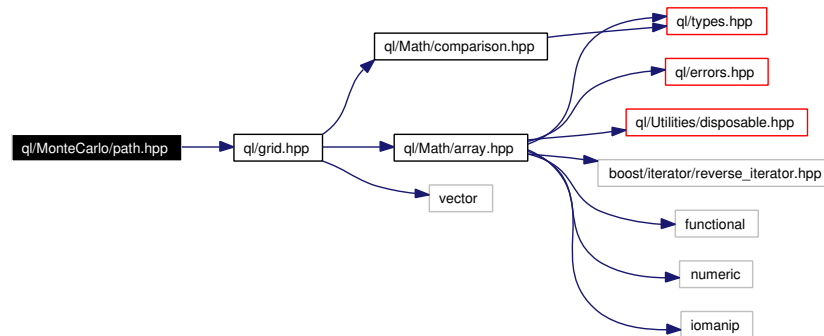 ql/types.hpp
ql/Math/comparison.hpp
ql/errors.hpp
ql/Utilities/disposable.hpp
ql/MonteCarlo/path.hpp
ql/grid.hpp
ql/Math/array.hpp
boost/iterator/reverse_iterator.hpp
vector
functional
numeric
iomanip